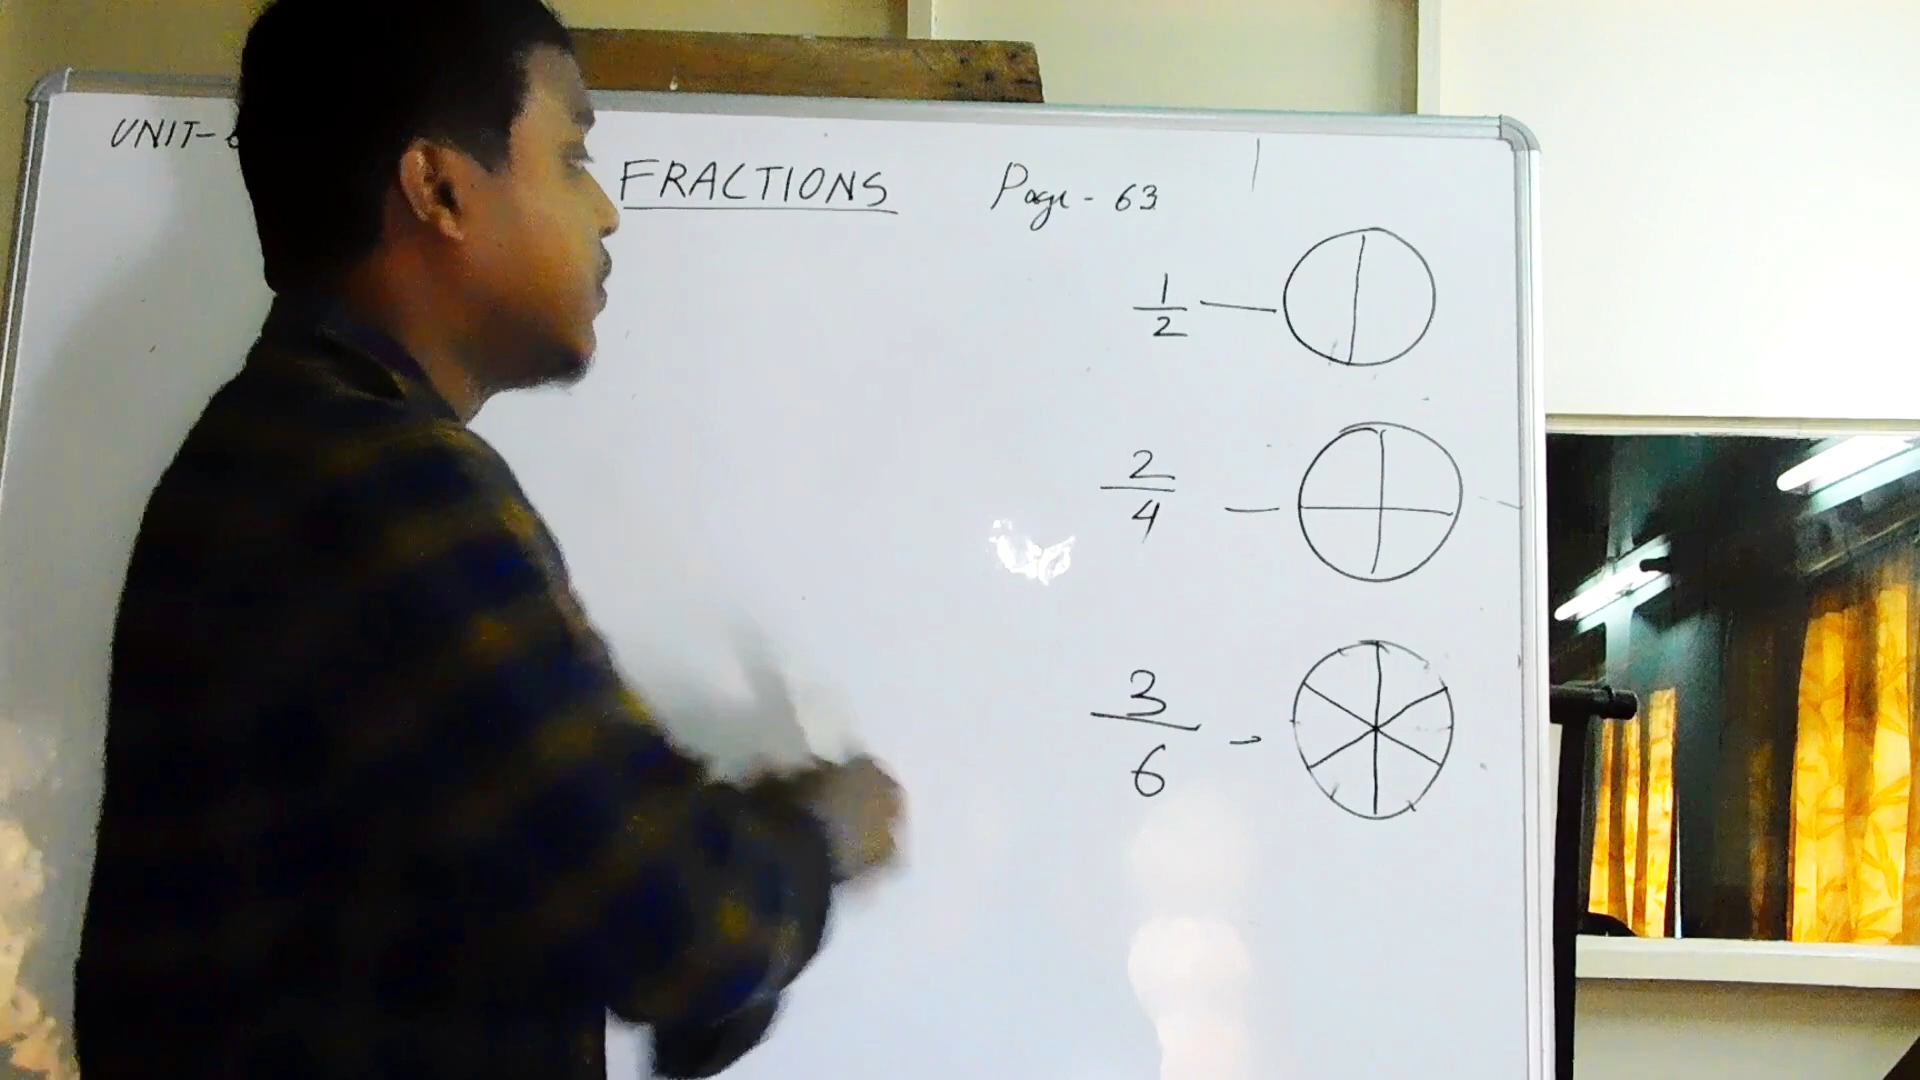 UNIT-
FRACTIONS Page - 63
1/2
2/4
3/6